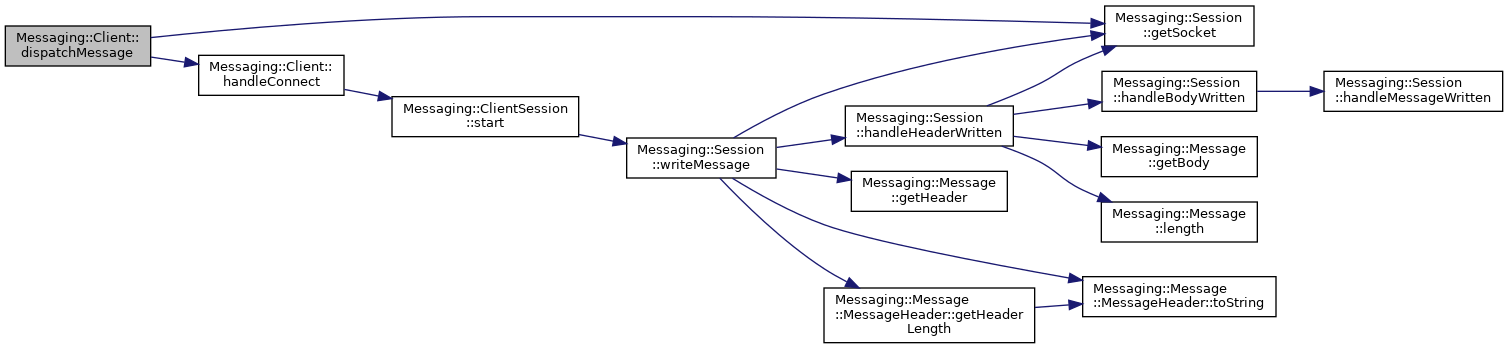 Messaging::Client::
dispatchMessage
Messaging::Client::
handleConnect
Messaging::ClientSession
::start
Messaging::Session
::writeMessage
Messaging::Session
::getSocket
Messaging::Session
::handleHeaderWritten
Messaging::Session
::handleBodyWritten
Messaging::Session
::handleMessageWritten
Messaging::Message
::getBody
Messaging::Message
::getHeader
Messaging::Message
::length
Messaging::Message
::MessageHeader::getHeader
Length
Messaging::Message
::MessageHeader::toString